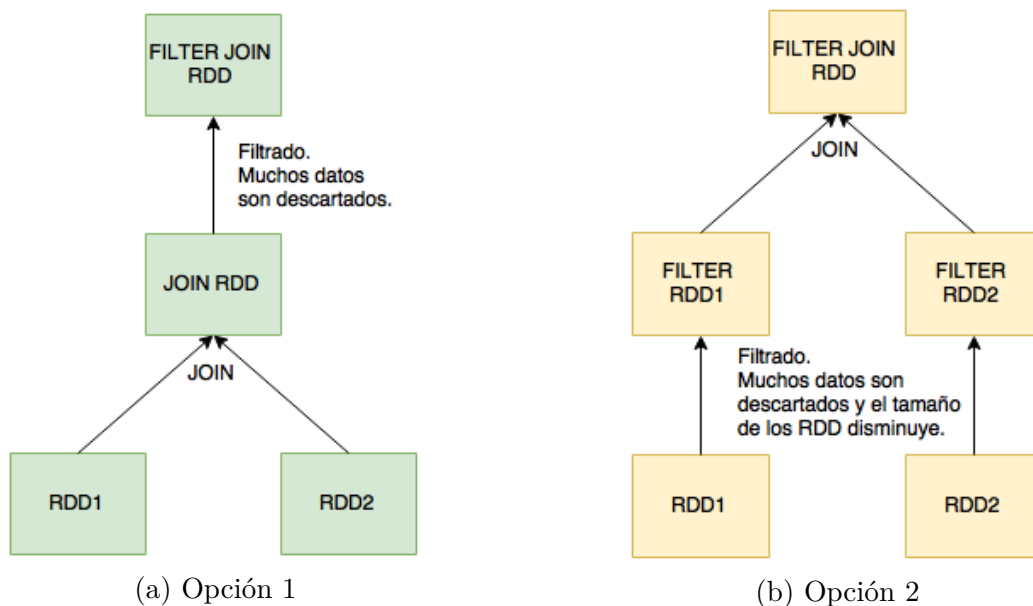 FILTER JOIN
RDD
Filtrado.
Muchos datos
son descartados.
JOIN RDD
JOIN
RDD1
RDD2
(a) Opción 1
FILTER JOIN
RDD
JOIN
FILTER
RDD1
FILTER
RDD2
Filtrado.
Muchos datos son
descartados y el tamaño
de los RDD disminuye.
RDD1
RDD2
(b) Opción 2